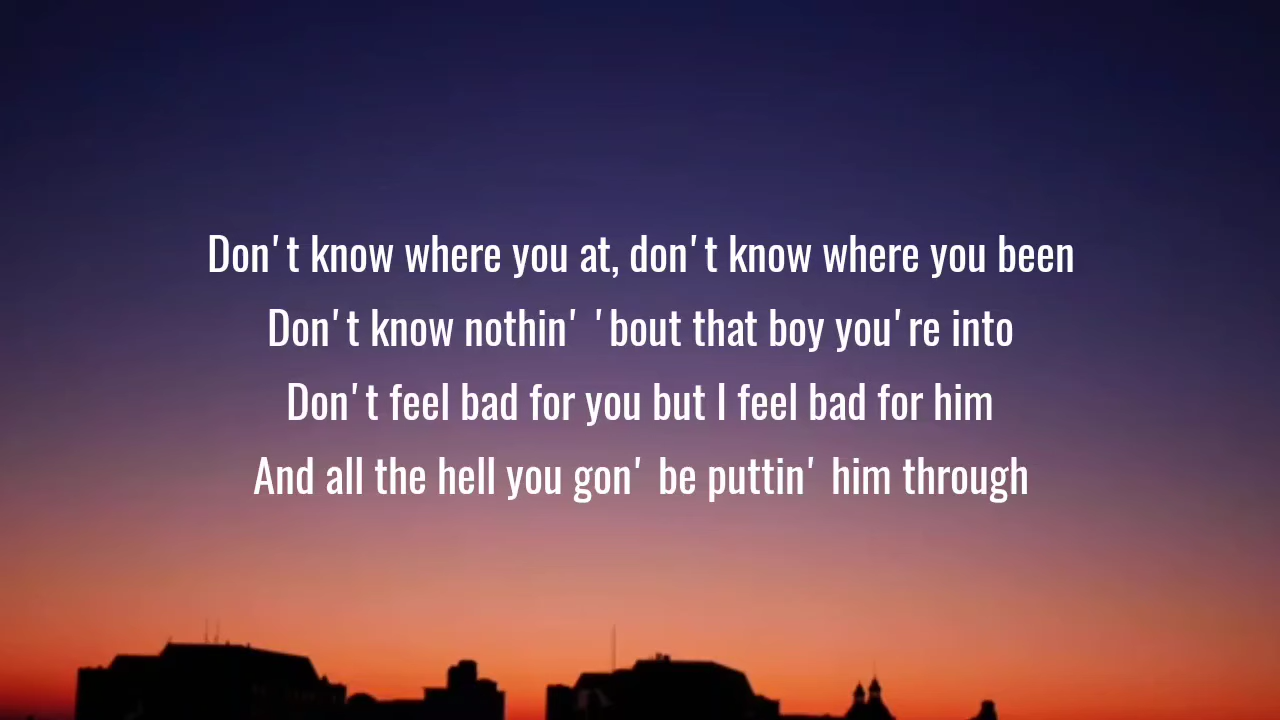 Don't know where you at, don't know where you been
Don't know nothin' 'bout that boy you're into
Don't feel bad for you but I feel bad for him
And all the hell you gon' be puttin' him through